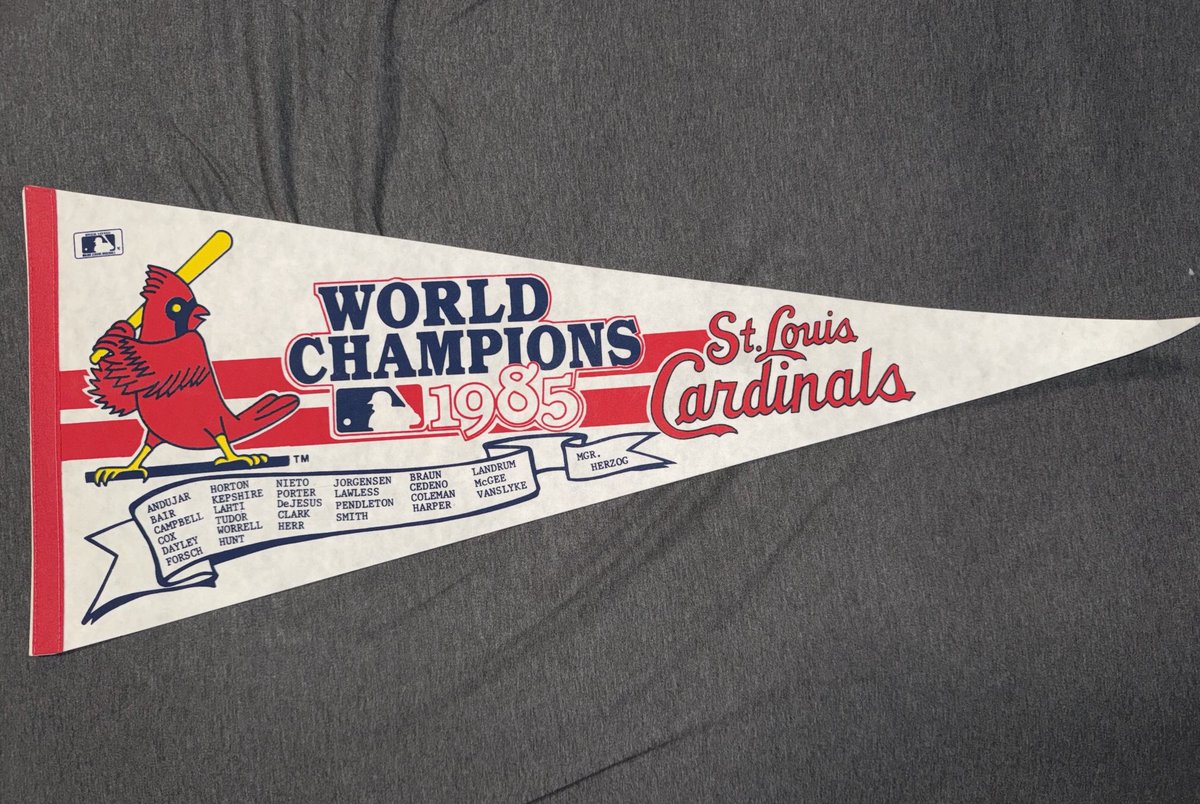 WORLD
CHAMPIONS
1985
St. Louis
Cardinals
TM
ANDUJAR
BAIR
CAMPBELL
COX
DAYLEY
FORSCH
HORTON
KEPSHIRE
LAHTI
TUDOR
WORRELL
HUNT
NIETO
PORTER
DeJESUS
CLARK
HERR
JORGENSEN
LAWLESS
PENDLETON
SMITH
BRAUN
CEDENO
COLEMAN
HARPER
LANDRUM
McGEE
VANSLYKE
MGR.
HERZOG